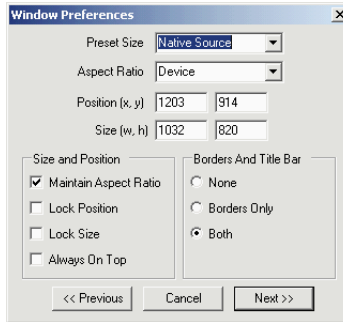 Window Preferences
Preset Size Native Source
Aspect Ratio Device
Position (x, y) 1203 914
Size (w, h) 1032 820
Size and Position
Maintain Aspect Ratio
Lock Position
Lock Size
Always On Top
Borders And Title Bar
None
Borders Only
Both
<< Previous Cancel Next >>